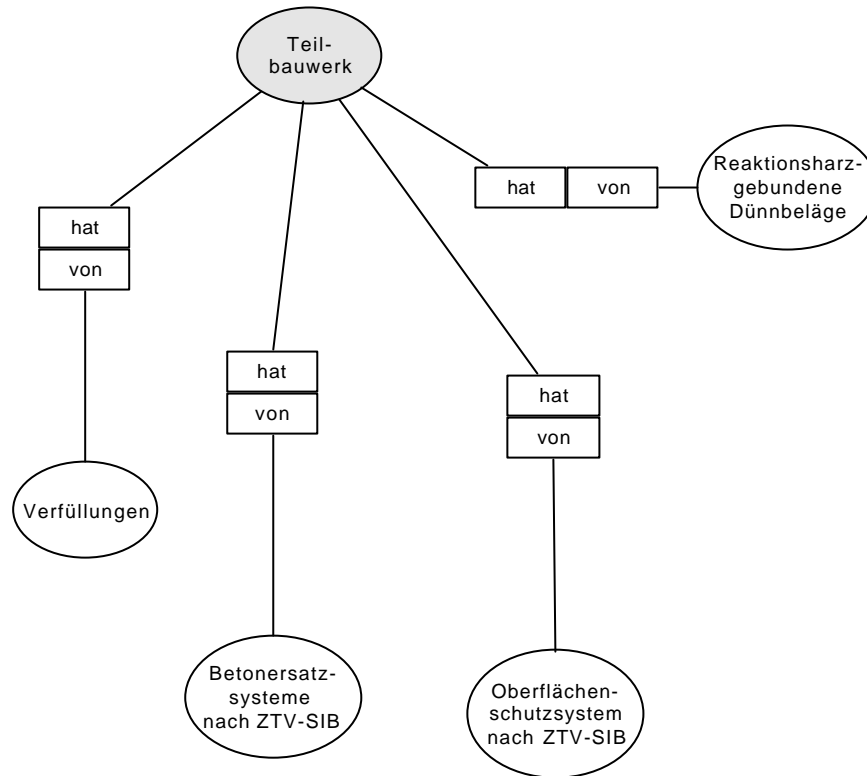 Teil-
bauwerk
Reaktionsharz-
gebundene
Dünnbeläge
hat
von
hat
von
hat
von
hat
von
Verfüllungen
Betonersatz-
systeme
nach ZTV-SIB
Oberflächen-
schutzsystem
nach ZTV-SIB